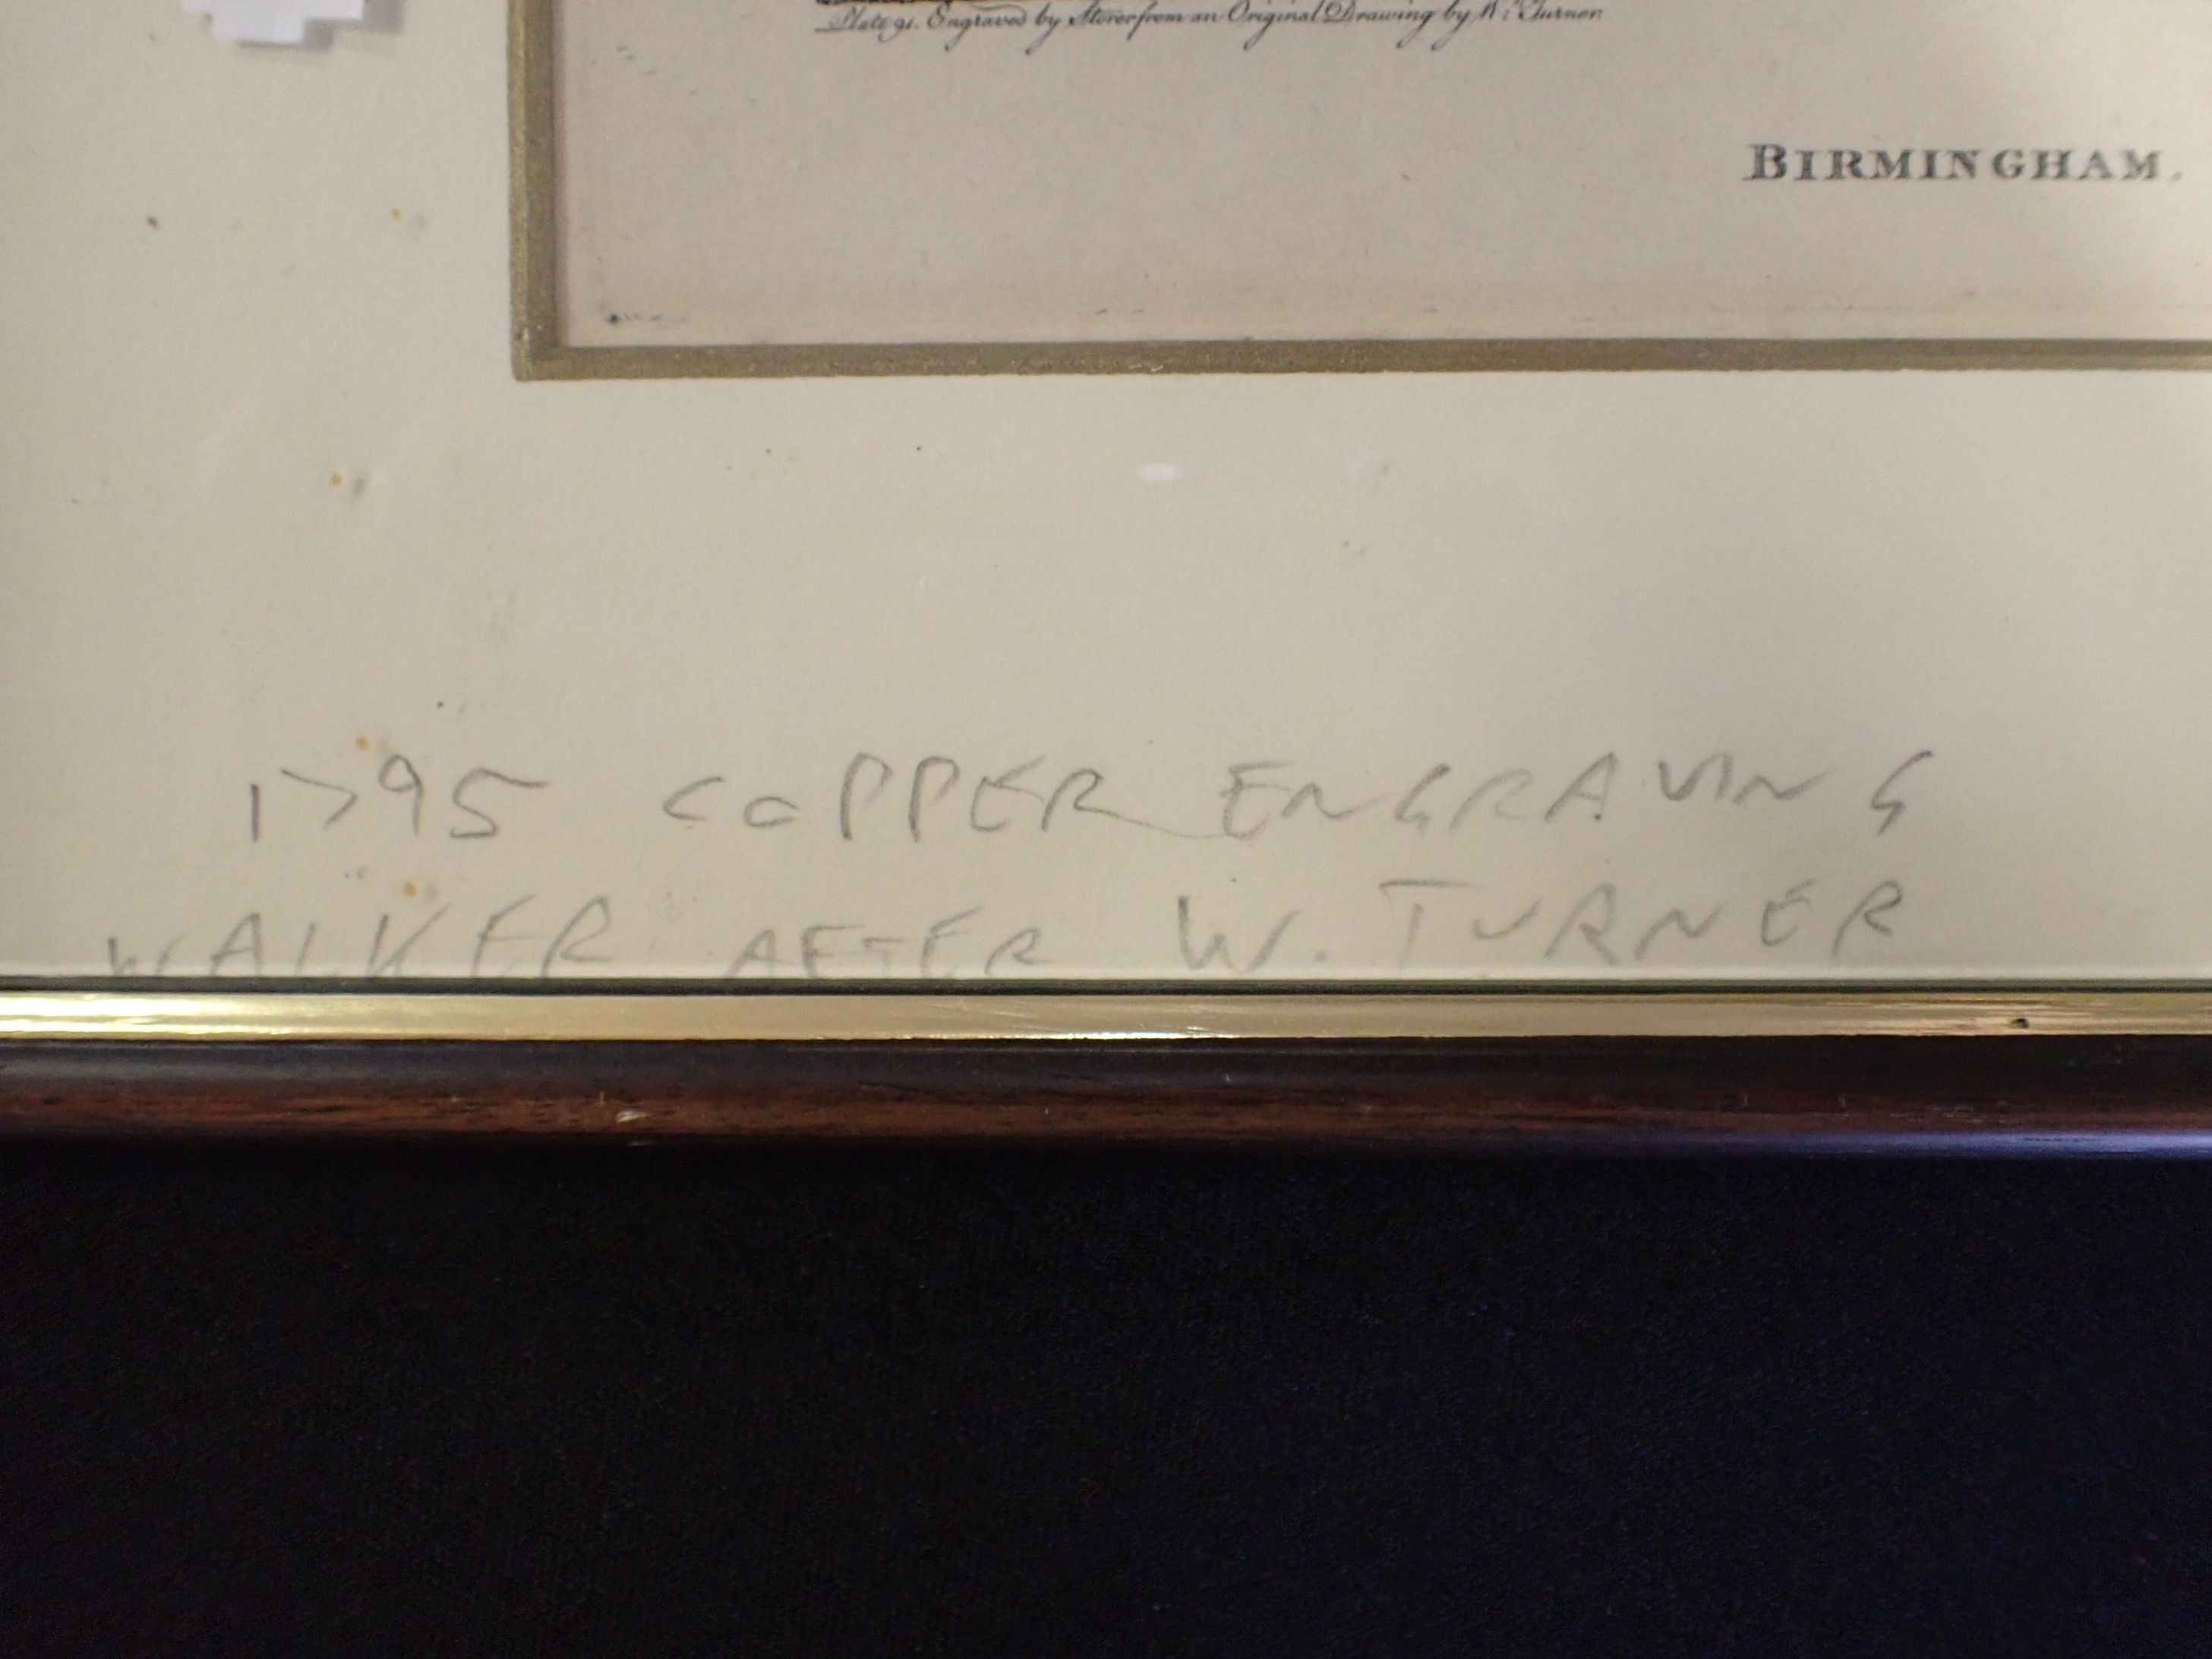 Plate 91. Engraved by Storer from an Original Drawing by W. Turner.
BIRMINGHAM.
1795 COPPER ENGRAVING
WALKER AFTER W. TURNER